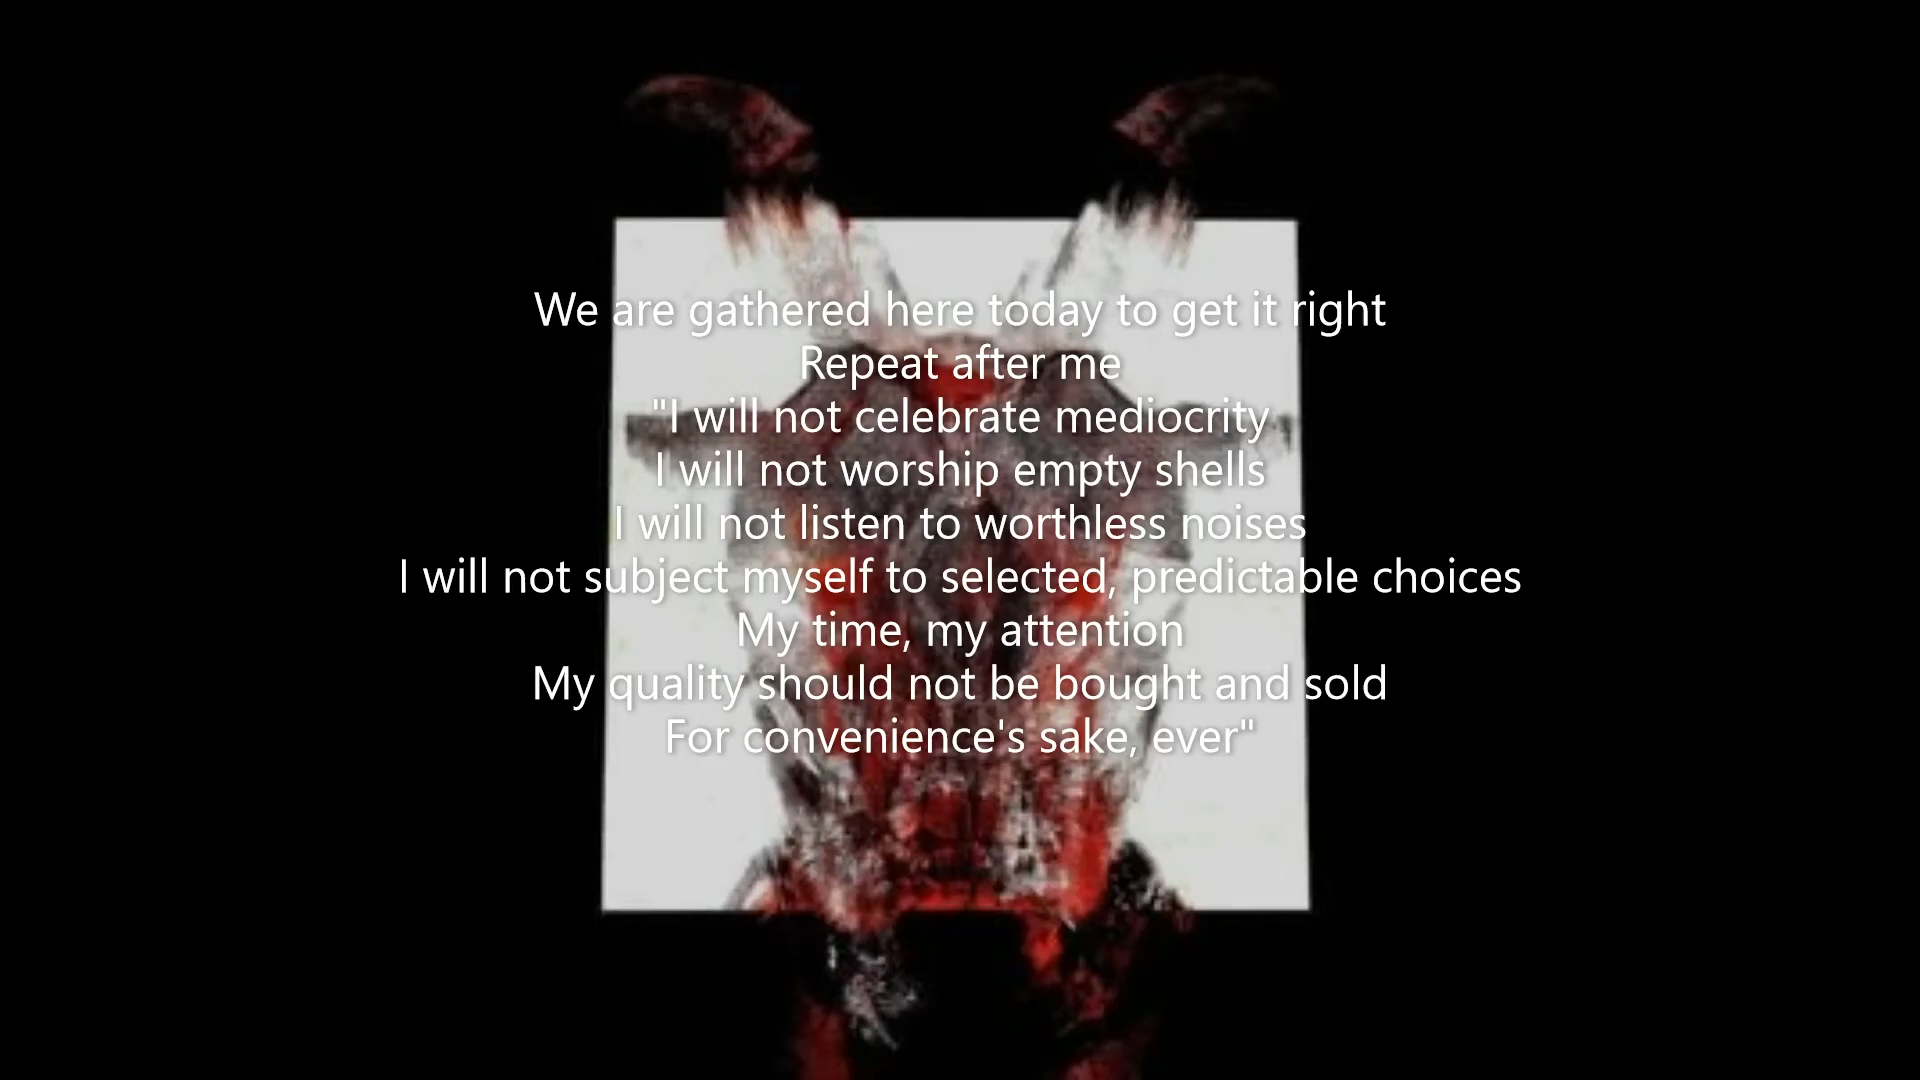 We are gathered here today to get it right
Repeat after me
"I will not celebrate mediocrity
I will not worship empty shells
I will not listen to worthless noises
I will not subject myself to selected, predictable choices
My time, my attention
My quality should not be bought and sold
For convenience's sake, ever"